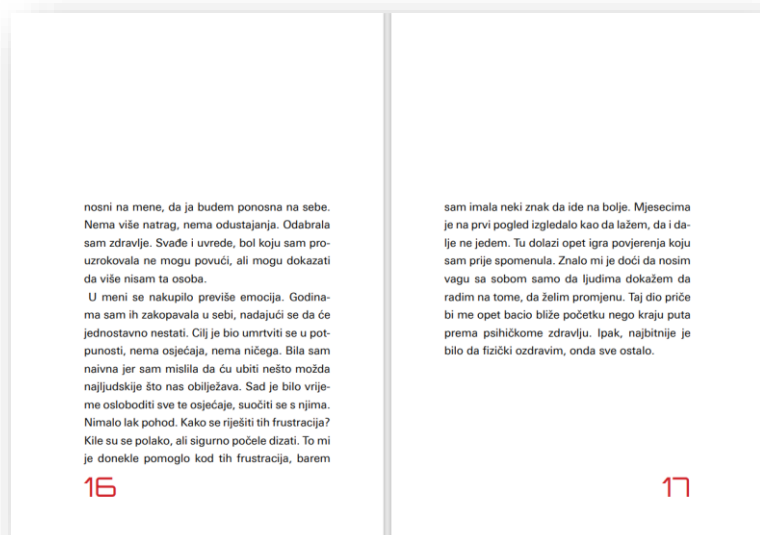 nosni na mene, da ja budem ponosna na sebe.
Nema više natrag, nema odustajanja. Odabrala
sam zdravlje. Svađe i uvrede, bol koju sam pro-
uzrokovala ne mogu povući, ali mogu dokazati
da više nisam ta osoba.
U meni se nakupilo previše emocija. Godina-
ma sam ih zakopavala u sebi, nadajući se da će
jednostavno nestati. Cilj je bio umrtviti se u pot-
punosti, nema osjećaja, nema ničega. Bila sam
naivna jer sam mislila da ću ubiti nešto možda
najljudskije što nas obilježava. Sad je bilo vrije-
me osloboditi sve te osjećaje, suočiti se s njima.
Nimalo lak pohod. Kako se riješiti tih frustracija?
Kile su se polako, ali sigurno počele dizati. To mi
je donekle pomoglo kod tih frustracija, barem
16
sam imala neki znak da ide na bolje. Mjesecima
je na prvi pogled izgledalo kao da lažem, da i da-
lje ne jedem. Tu dolazi opet igra povjerenja koju
sam prije spomenula. Znalo mi je doći da nosim
vagu sa sobom samo da ljudima dokažem da
radim na tome, da želim promjenu. Taj dio priče
bi me opet bacio bliže početku nego kraju puta
prema psihičkome zdravlju. Ipak, najbitnije je
bilo da fizički ozdravim, onda sve ostalo.
17